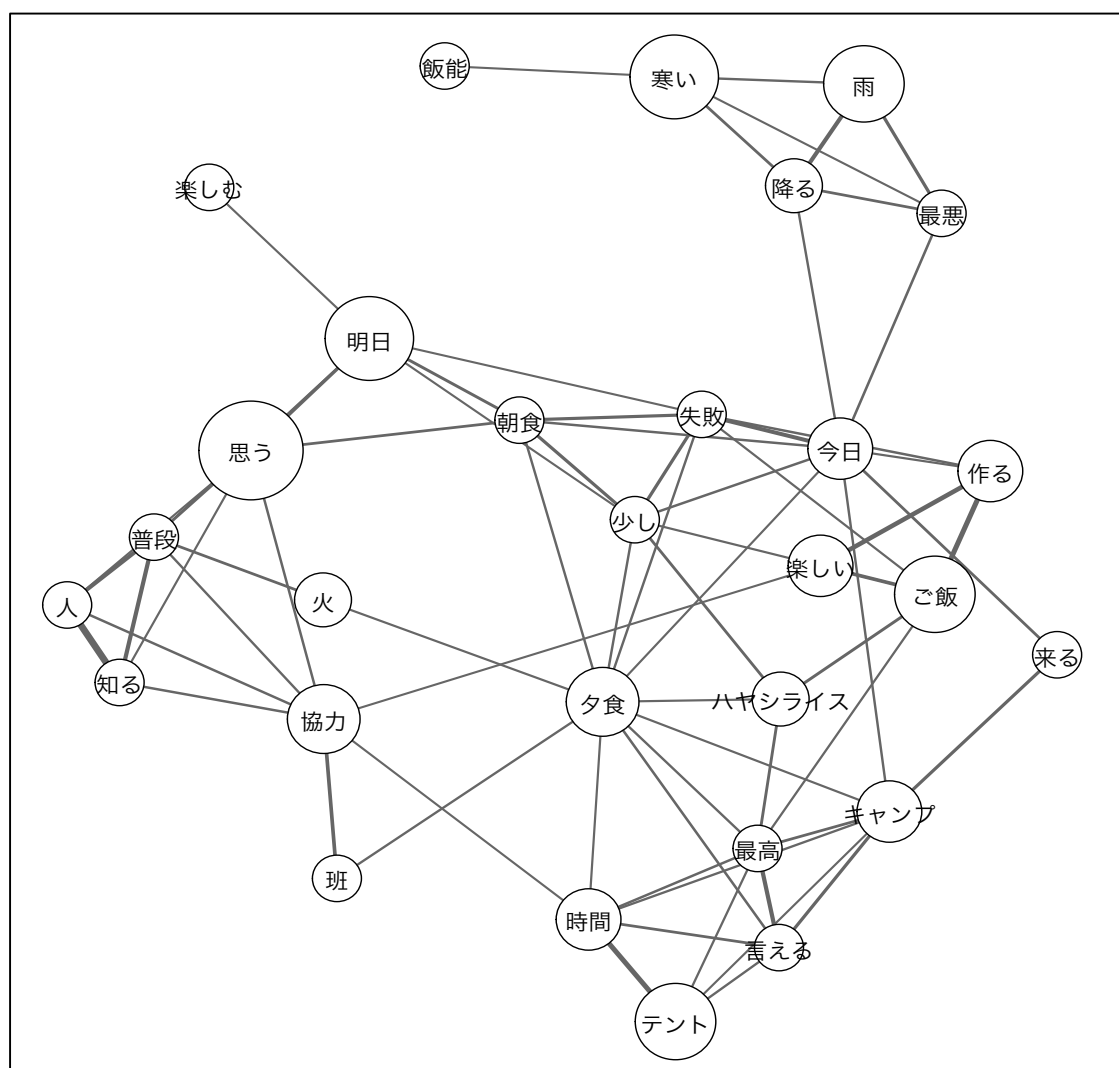 飯能
寒い
雨
降る
最悪
楽しむ
明日
朝食
失敗
今日
思う
作る
少し
普段
楽しい
ご飯
火
人
来る
知る
協力
夕食
ハヤシライス
キャンプ
最高
班
時間
言える
テント